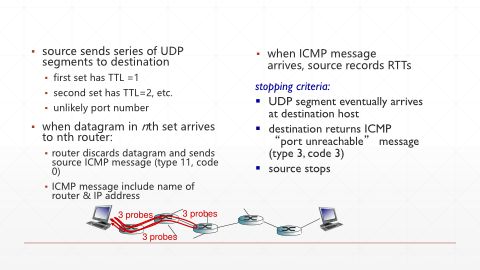 source sends series of UDP
segments to destination
first set has TTL =1
second set has TTL=2, etc.
unlikely port number
when datagram in nth set arrives
to nth router:
router discards datagram and sends
source ICMP message (type 11, code
0)
ICMP message include name of
router & IP address
when ICMP message
arrives, source records RTTs
stopping criteria:
UDP segment eventually arrives
at destination host
destination returns ICMP
“port unreachable” message
(type 3, code 3)
source stops
3 probes
3 probes
3 probes